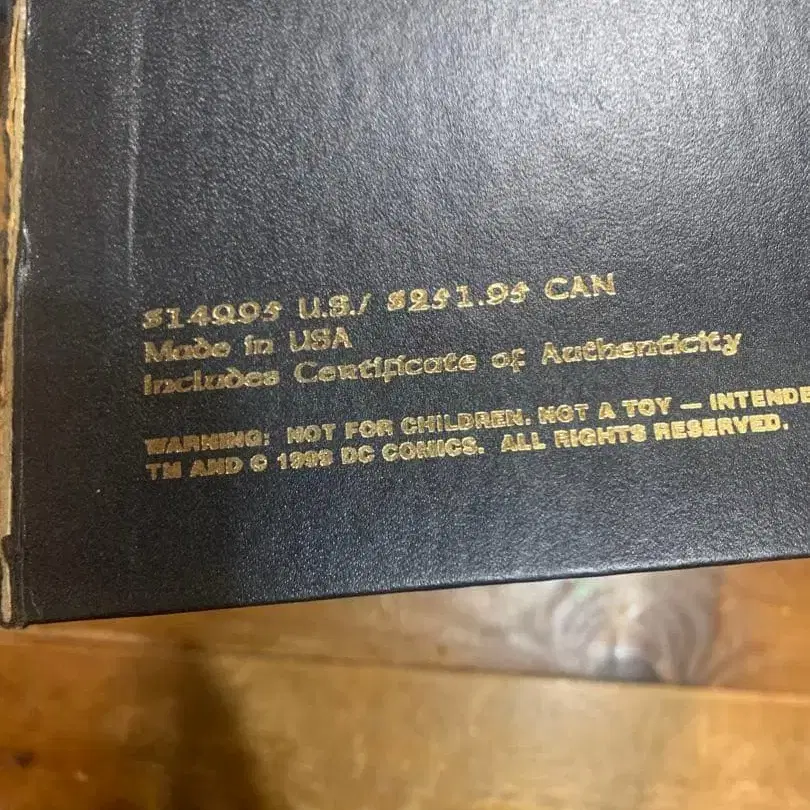 $149.95 U.S./ $251.95 CAN
Made in USA
Includes Certificate of Authenticity
WARNING: NOT FOR CHILDREN. NOT A TOY — INTENDE
TM AND © 1998 DC COMICS. ALL RIGHTS RESERVED.